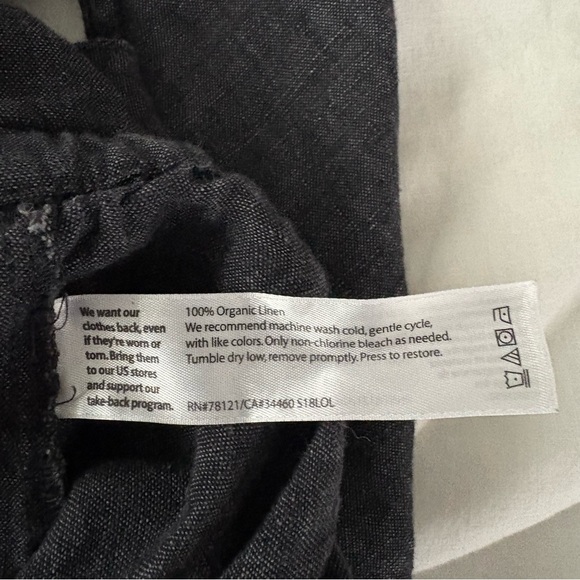 We want our
clothes back, even
if they're worn or
torn. Bring them
to our US stores
and support our
take-back program.
100% Organic Linen
We recommend machine wash cold, gentle cycle,
with like colors. Only non-chlorine bleach as needed.
Tumble dry low, remove promptly. Press to restore.
RN#78121/CA#34460 S18LOL